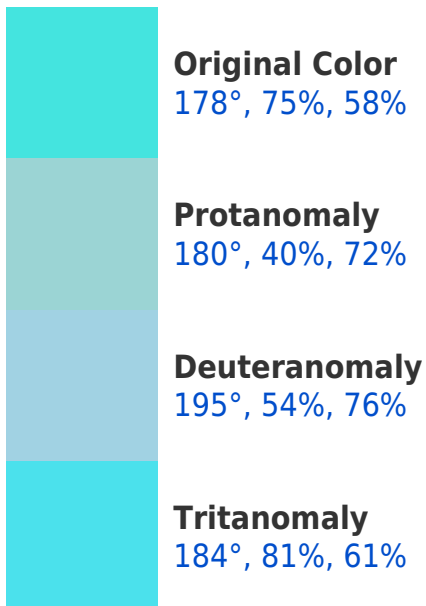 Original Color
178°, 75%, 58%
Protanomaly
180°, 40%, 72%
Deuteranomaly
195°, 54%, 76%
Tritanomaly
184°, 81%, 61%